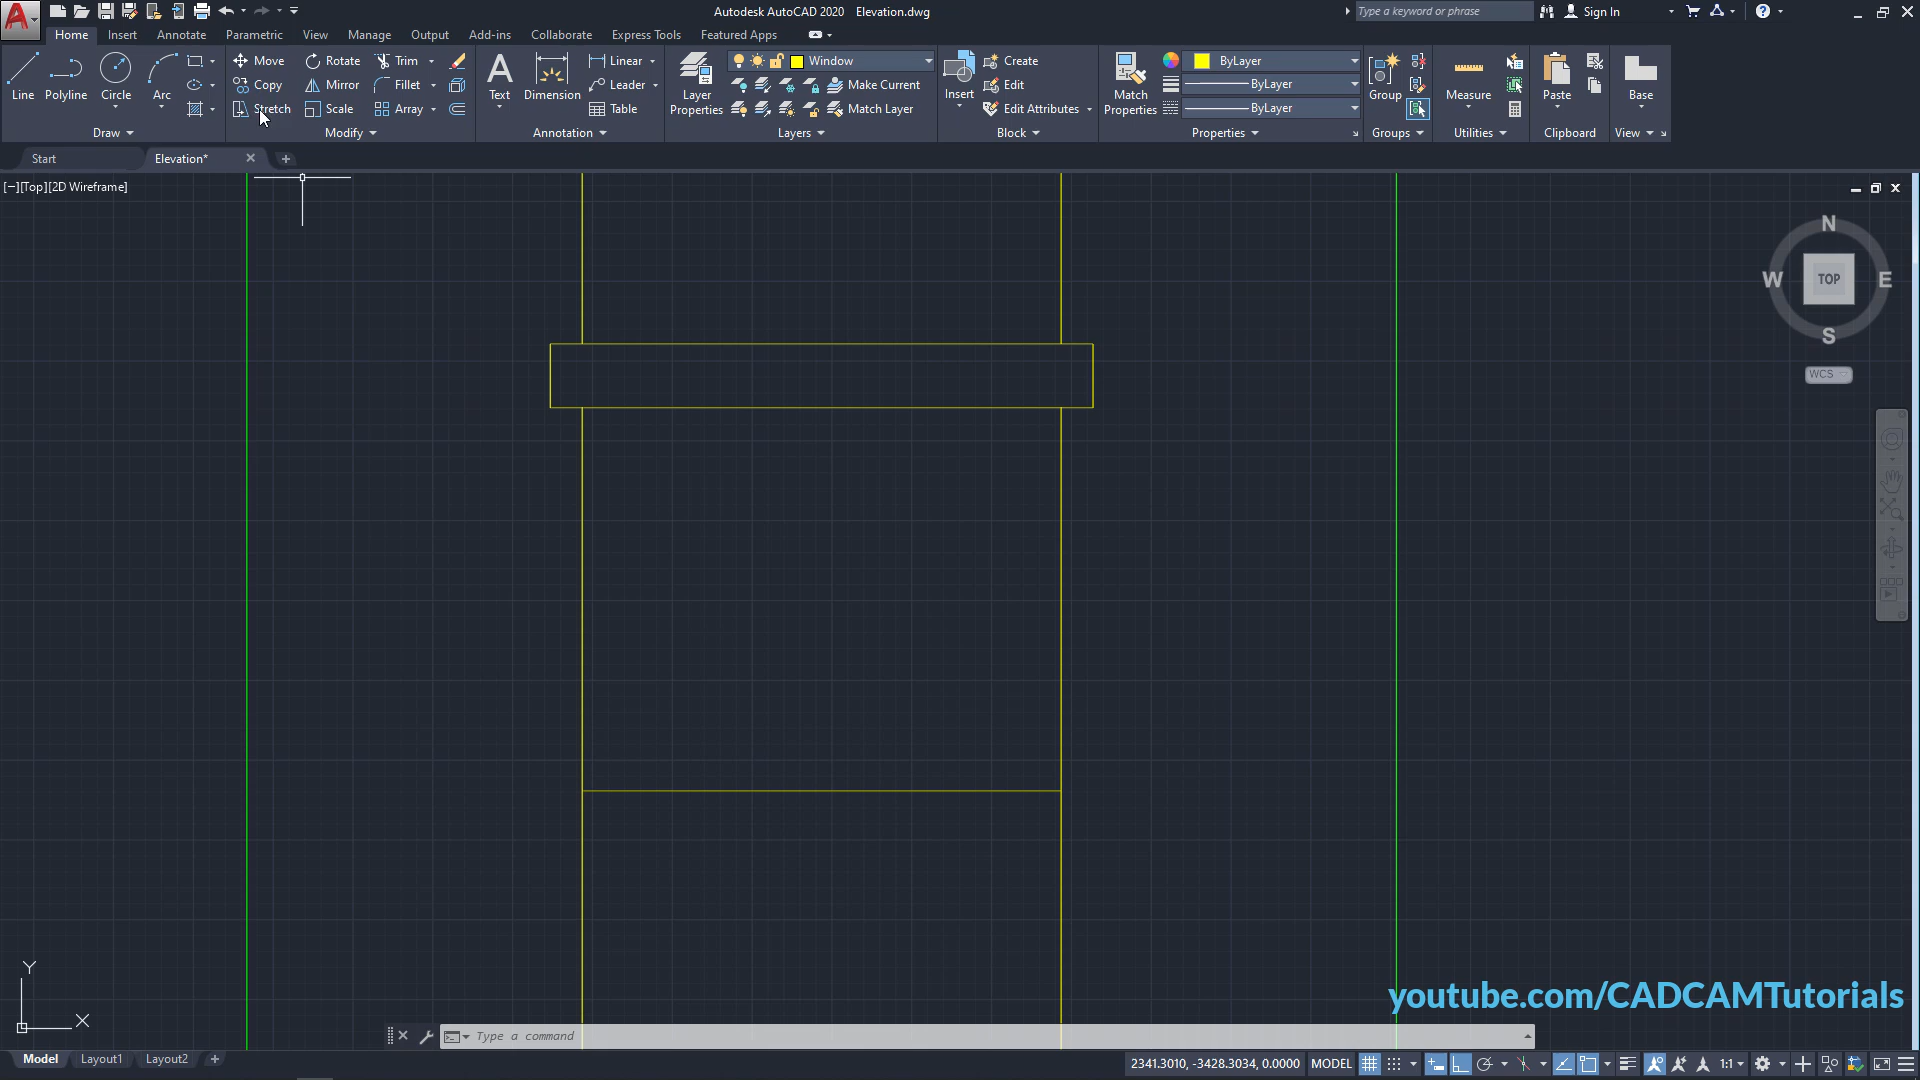 Autodesk AutoCAD 2020 Elevation.dwg
Type a keyword or phrase
Sign In
Home Insert Annotate Parametric View Manage Output Add-ins Collaborate Express Tools Featured Apps
Line Polyline Circle Arc
Draw
Move Rotate Trim
Copy Mirror Fillet
Stretch Scale Array
Modify
Text Dimension
Linear
Leader
Table
Annotation
Layer Properties
Window
Make Current
Match Layer
Layers
Insert
Create
Edit
Edit Attributes
Block
Match Properties
ByLayer
ByLayer
ByLayer
Properties
Group
Groups
Measure
Utilities
Paste
Clipboard
Base
View
Start
Elevation*
[−][Top][2D Wireframe]
N
W TOP E
S
WCS
Y
X
youtube.com/CADCAMTutorials
Type a command
Model Layout1 Layout2
2341.3010, -3428.3034, 0.0000 MODEL 1:1